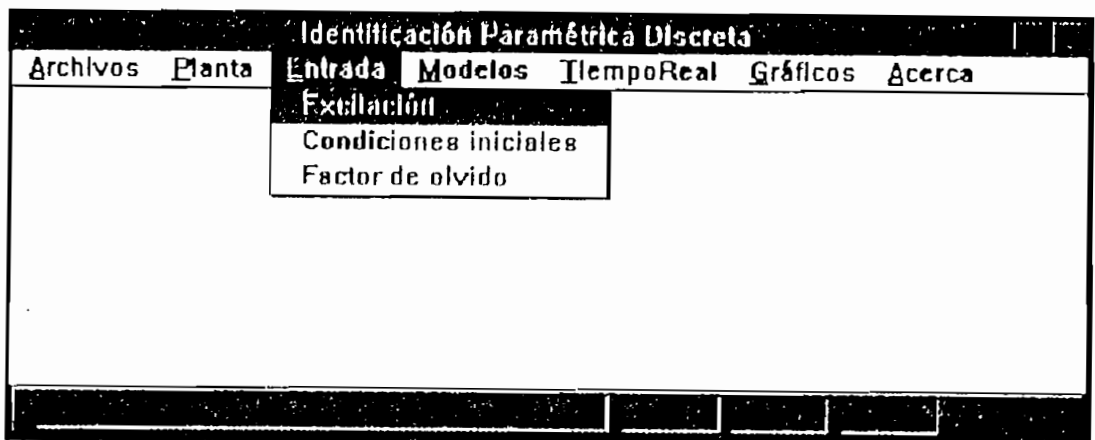 Identificación Paramétrica Discreta
Archivos Planta Entrada Modelos TiempoReal Gráficos Acerca
Excitación
Condiciones iniciales
Factor de olvido